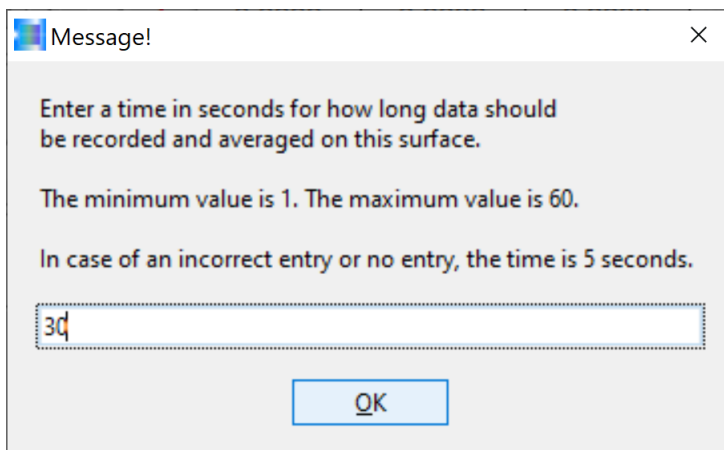 Message!
Enter a time in seconds for how long data should
be recorded and averaged on this surface.
The minimum value is 1. The maximum value is 60.
In case of an incorrect entry or no entry, the time is 5 seconds.
30
OK